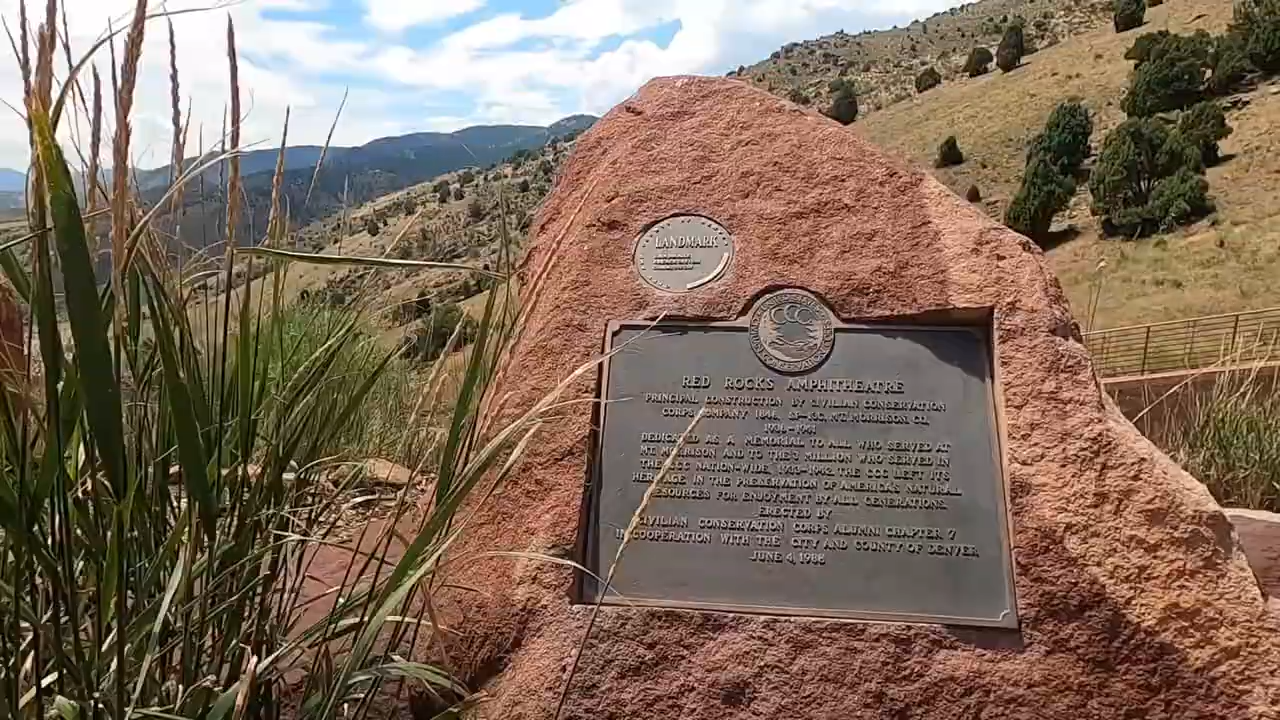 LANDMARK
CCC
RED ROCKS AMPHITHEATRE
PRINCIPAL CONSTRUCTION BY CIVILIAN CONSERVATION
CORPS COMPANY 1848, SP-13-C, MT. MORRISON CO,
1936-1941
DEDICATED AS A MEMORIAL TO ALL WHO SERVED AT
MT. MORRISON AND TO THE 3 MILLION WHO SERVED IN
THE CCC NATION-WIDE, 1933-1942. THE CCC LEFT ITS
HERITAGE IN THE PRESERVATION OF AMERICA'S NATURAL
RESOURCES FOR ENJOYMENT BY ALL GENERATIONS.
ERECTED BY
CIVILIAN CONSERVATION CORPS ALUMNI CHAPTER 7
IN COOPERATION WITH THE CITY AND COUNTY OF DENVER
JUNE 4, 1988